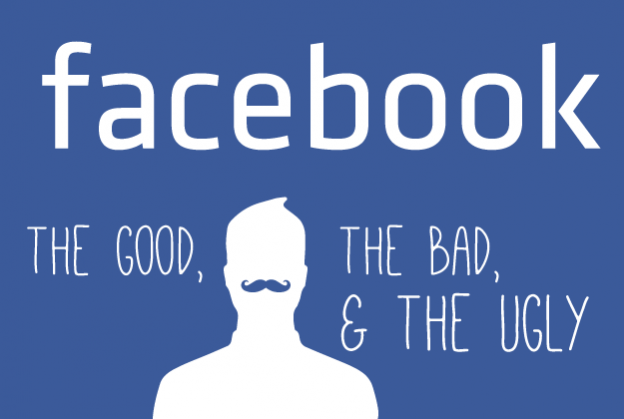 facebook
THE GOOD, THE BAD,
& THE UGLY